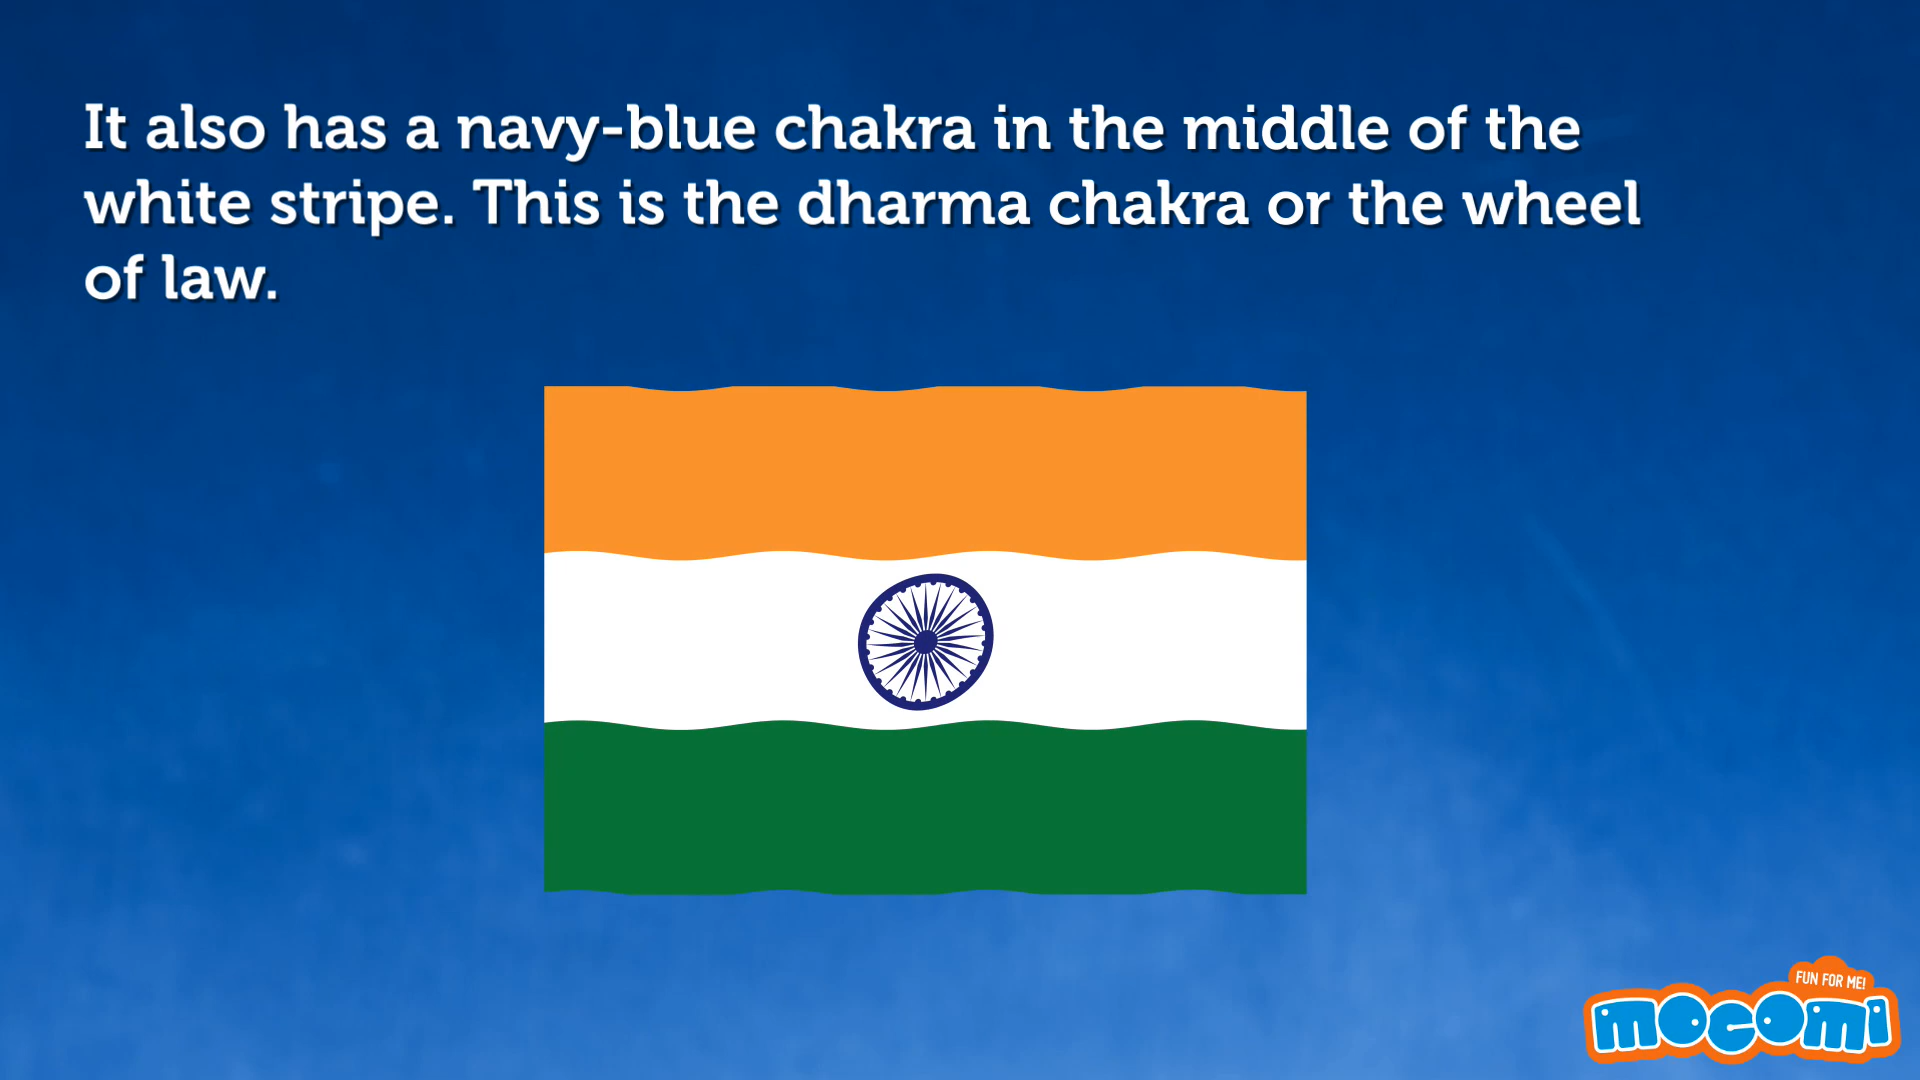 It also has a navy-blue chakra in the middle of the
white stripe. This is the dharma chakra or the wheel
of law.
FUN FOR ME!
mocomi